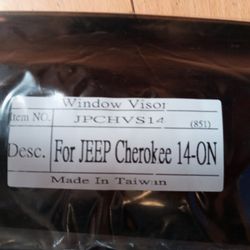 Window Visor
Item NO. JPCHVS14 (851)
Desc. For JEEP Cherokee 14-ON
Made In Taiwan